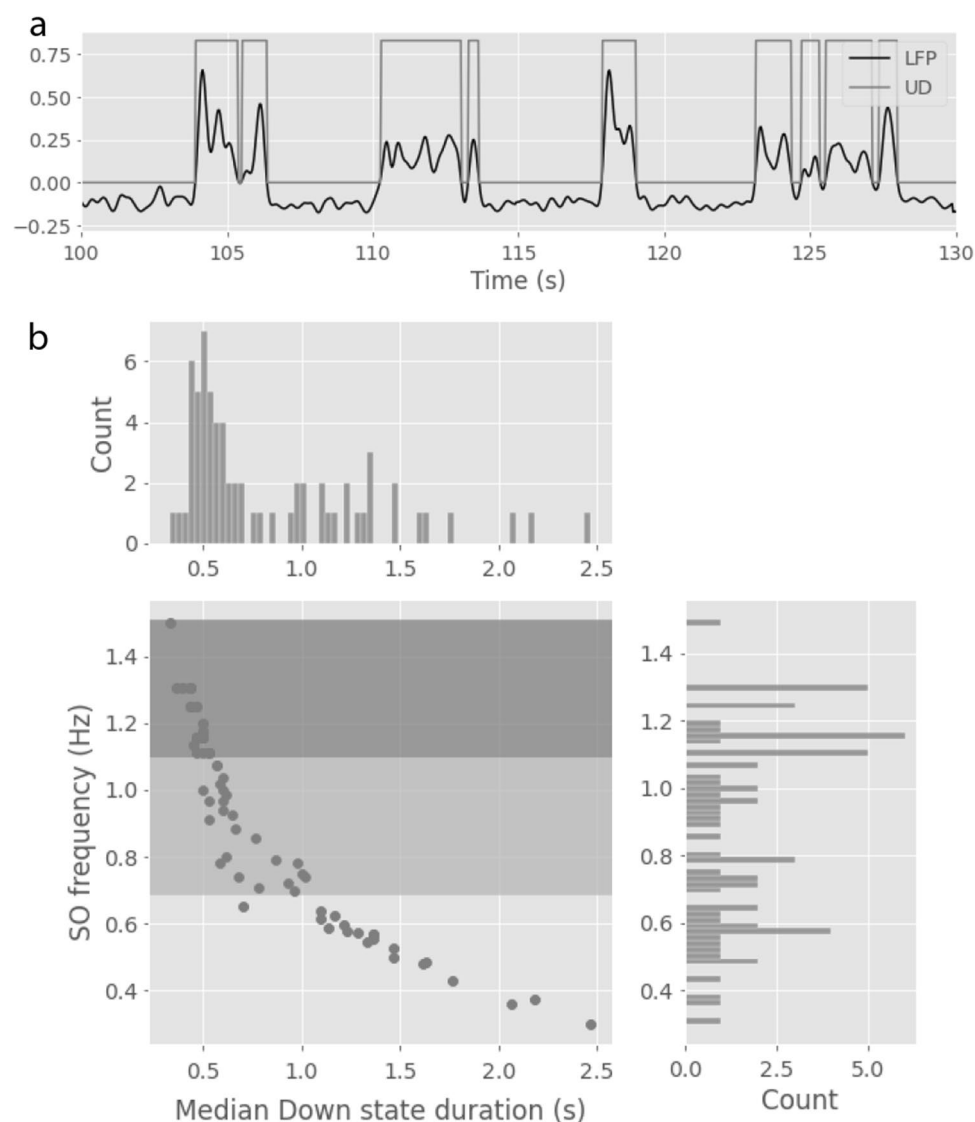 a
0.75
0.50
0.25
0.00
−0.25
LFP
UD
100 105 110 115 120 125 130
Time (s)
b
6
4
2
0
Count
0.5 1.0 1.5 2.0 2.5
1.4
1.2
1.0
0.8
0.6
0.4
SO frequency (Hz)
0.5 1.0 1.5 2.0 2.5
Median Down state duration (s)
1.4
1.2
1.0
0.8
0.6
0.4
0.0 2.5 5.0
Count